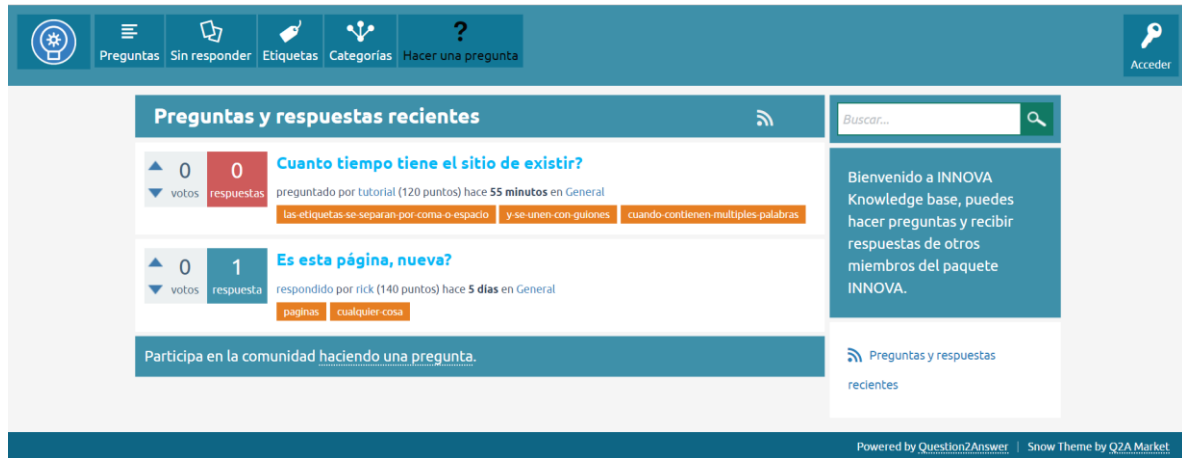 Preguntas Sin responder Etiquetas Categorías Hacer una pregunta
Acceder
Preguntas y respuestas recientes
Buscar...
0 votos
0 respuestas
Cuanto tiempo tiene el sitio de existir?
preguntado por tutorial (120 puntos) hace 55 minutos en General
las-etiquetas-se-separan-por-coma-o-espacio y-se-unen-con-guiones cuando-contienen-multiples-palabras
0 votos
1 respuesta
Es esta página, nueva?
respondido por rick (140 puntos) hace 5 dias en General
paginas cualquier-cosa
Participa en la comunidad haciendo una pregunta.
Bienvenido a INNOVA
Knowledge base, puedes
hacer preguntas y recibir
respuestas de otros
miembros del paquete
INNOVA.
Preguntas y respuestas
recientes
Powered by Question2Answer | Snow Theme by Q2A Market